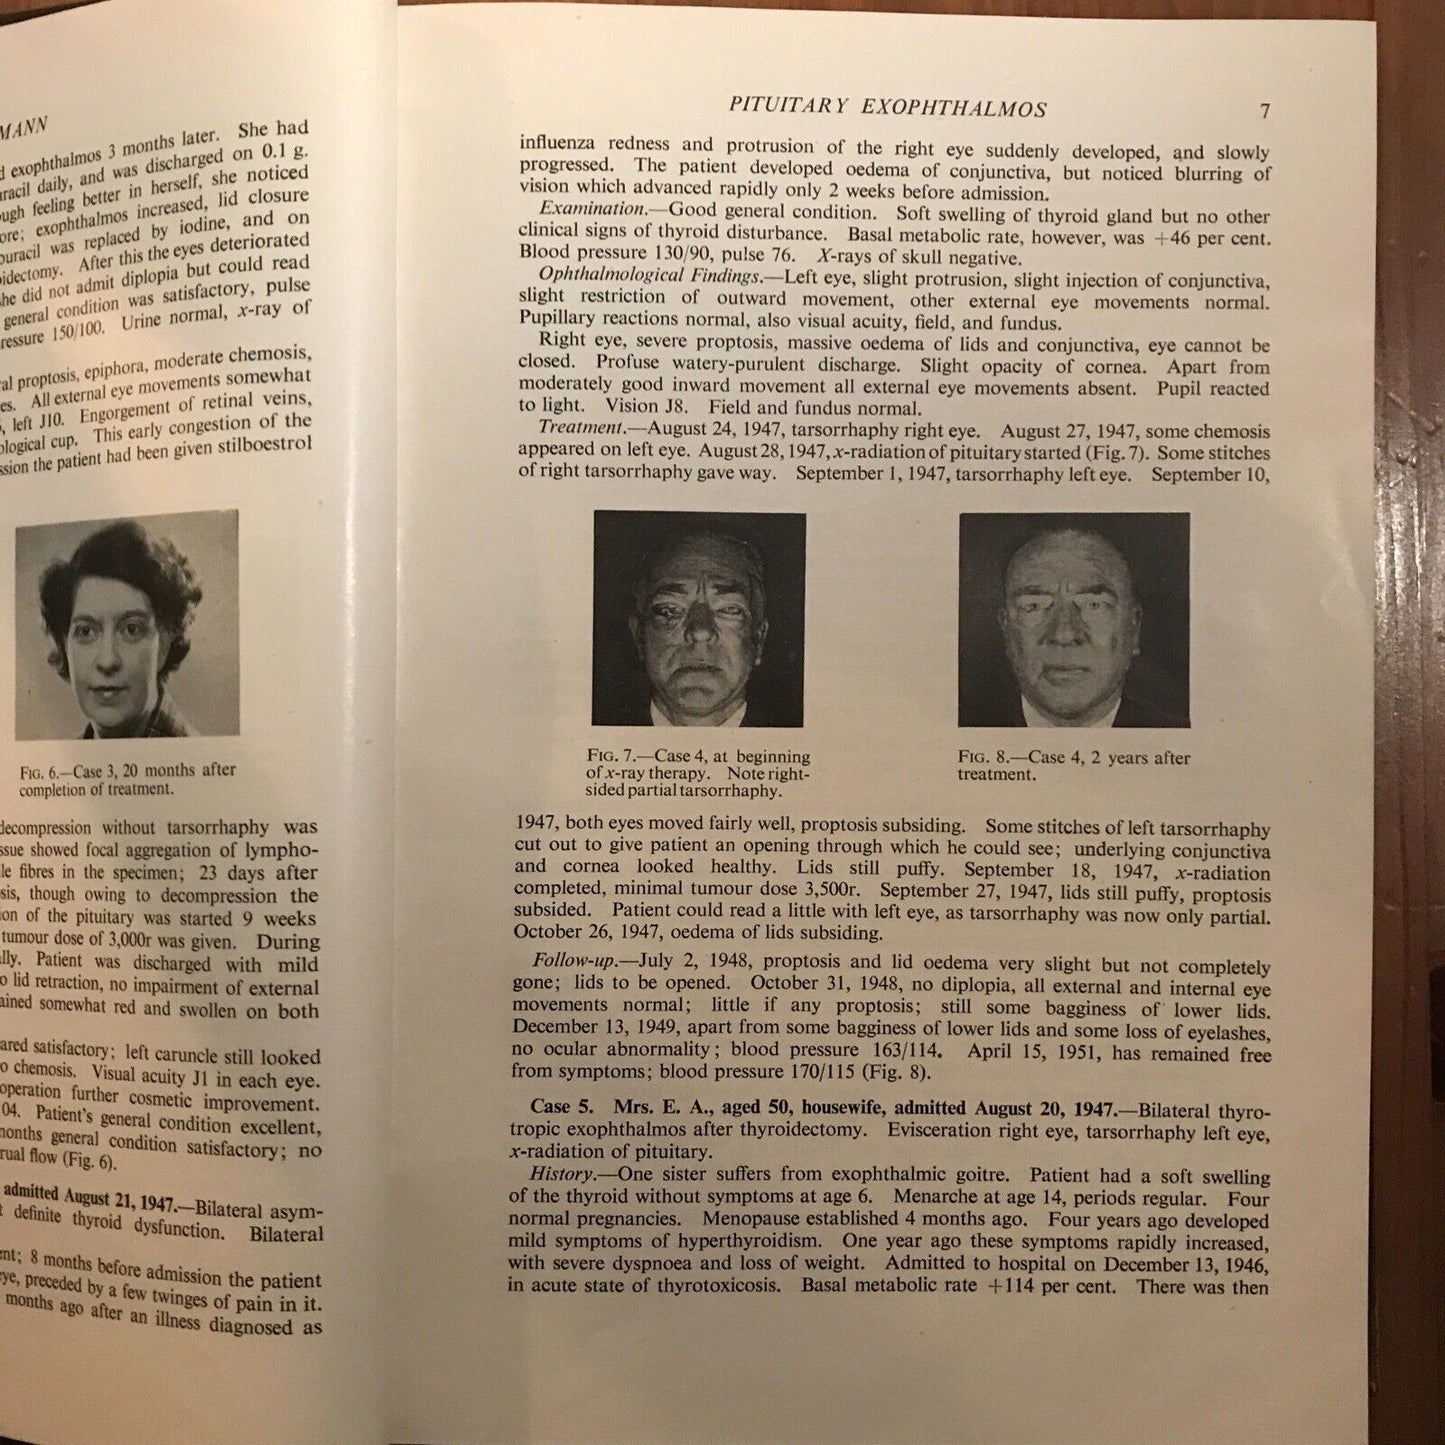 MANN
d exophthalmos 3 months later. She had
uracil daily, and was discharged on 0.1 g.
ough feeling better in herself, she noticed
ore; exophthalmos increased, lid closure
ouracil was replaced by iodine, and on
oidectomy. After this the eyes deteriorated
he did not admit diplopia but could read
general condition was satisfactory, pulse
ressure 150/100. Urine normal, x-ray of
al proptosis, epiphora, moderate chemosis,
es. All external eye movements somewhat
, left J10. Engorgement of retinal veins,
ological cup. This early congestion of the
ssion the patient had been given stilboestrol
FIG. 6.—Case 3, 20 months after
completion of treatment.
decompression without tarsorrhaphy was
ssue showed focal aggregation of lympho-
le fibres in the specimen; 23 days after
sis, though owing to decompression the
ion of the pituitary was started 9 weeks
tumour dose of 3,000r was given. During
lly. Patient was discharged with mild
o lid retraction, no impairment of external
ained somewhat red and swollen on both
ared satisfactory; left caruncle still looked
o chemosis. Visual acuity J1 in each eye.
operation further cosmetic improvement.
04. Patient's general condition excellent,
months general condition satisfactory; no
rual flow (Fig. 6).
admitted August 21, 1947.—Bilateral asym-
t definite thyroid dysfunction. Bilateral
nt; 8 months before admission the patient
ye, preceded by a few twinges of pain in it.
months ago after an illness diagnosed as
PITUITARY EXOPHTHALMOS 7
influenza redness and protrusion of the right eye suddenly developed, and slowly
progressed. The patient developed oedema of conjunctiva, but noticed blurring of
vision which advanced rapidly only 2 weeks before admission.
Examination.—Good general condition. Soft swelling of thyroid gland but no other
clinical signs of thyroid disturbance. Basal metabolic rate, however, was +46 per cent.
Blood pressure 130/90, pulse 76. X-rays of skull negative.
Ophthalmological Findings.—Left eye, slight protrusion, slight injection of conjunctiva,
slight restriction of outward movement, other external eye movements normal.
Pupillary reactions normal, also visual acuity, field, and fundus.
Right eye, severe proptosis, massive oedema of lids and conjunctiva, eye cannot be
closed. Profuse watery-purulent discharge. Slight opacity of cornea. Apart from
moderately good inward movement all external eye movements absent. Pupil reacted
to light. Vision J8. Field and fundus normal.
Treatment.—August 24, 1947, tarsorrhaphy right eye. August 27, 1947, some chemosis
appeared on left eye. August 28, 1947, x-radiation of pituitary started (Fig. 7). Some stitches
of right tarsorrhaphy gave way. September 1, 1947, tarsorrhaphy left eye. September 10,
FIG. 7.—Case 4, at beginning
of x-ray therapy. Note right-
sided partial tarsorrhaphy.
FIG. 8.—Case 4, 2 years after
treatment.
1947, both eyes moved fairly well, proptosis subsiding. Some stitches of left tarsorrhaphy
cut out to give patient an opening through which he could see; underlying conjunctiva
and cornea looked healthy. Lids still puffy. September 18, 1947, x-radiation
completed, minimal tumour dose 3,500r. September 27, 1947, lids still puffy, proptosis
subsided. Patient could read a little with left eye, as tarsorrhaphy was now only partial.
October 26, 1947, oedema of lids subsiding.
Follow-up.—July 2, 1948, proptosis and lid oedema very slight but not completely
gone; lids to be opened. October 31, 1948, no diplopia, all external and internal eye
movements normal; little if any proptosis; still some bagginess of lower lids.
December 13, 1949, apart from some bagginess of lower lids and some loss of eyelashes,
no ocular abnormality; blood pressure 163/114. April 15, 1951, has remained free
from symptoms; blood pressure 170/115 (Fig. 8).
Case 5. Mrs. E. A., aged 50, housewife, admitted August 20, 1947.—Bilateral thyro-
tropic exophthalmos after thyroidectomy. Evisceration right eye, tarsorrhaphy left eye,
x-radiation of pituitary.
History.—One sister suffers from exophthalmic goitre. Patient had a soft swelling
of the thyroid without symptoms at age 6. Menarche at age 14, periods regular. Four
normal pregnancies. Menopause established 4 months ago. Four years ago developed
mild symptoms of hyperthyroidism. One year ago these symptoms rapidly increased,
with severe dyspnoea and loss of weight. Admitted to hospital on December 13, 1946,
in acute state of thyrotoxicosis. Basal metabolic rate +114 per cent. There was then